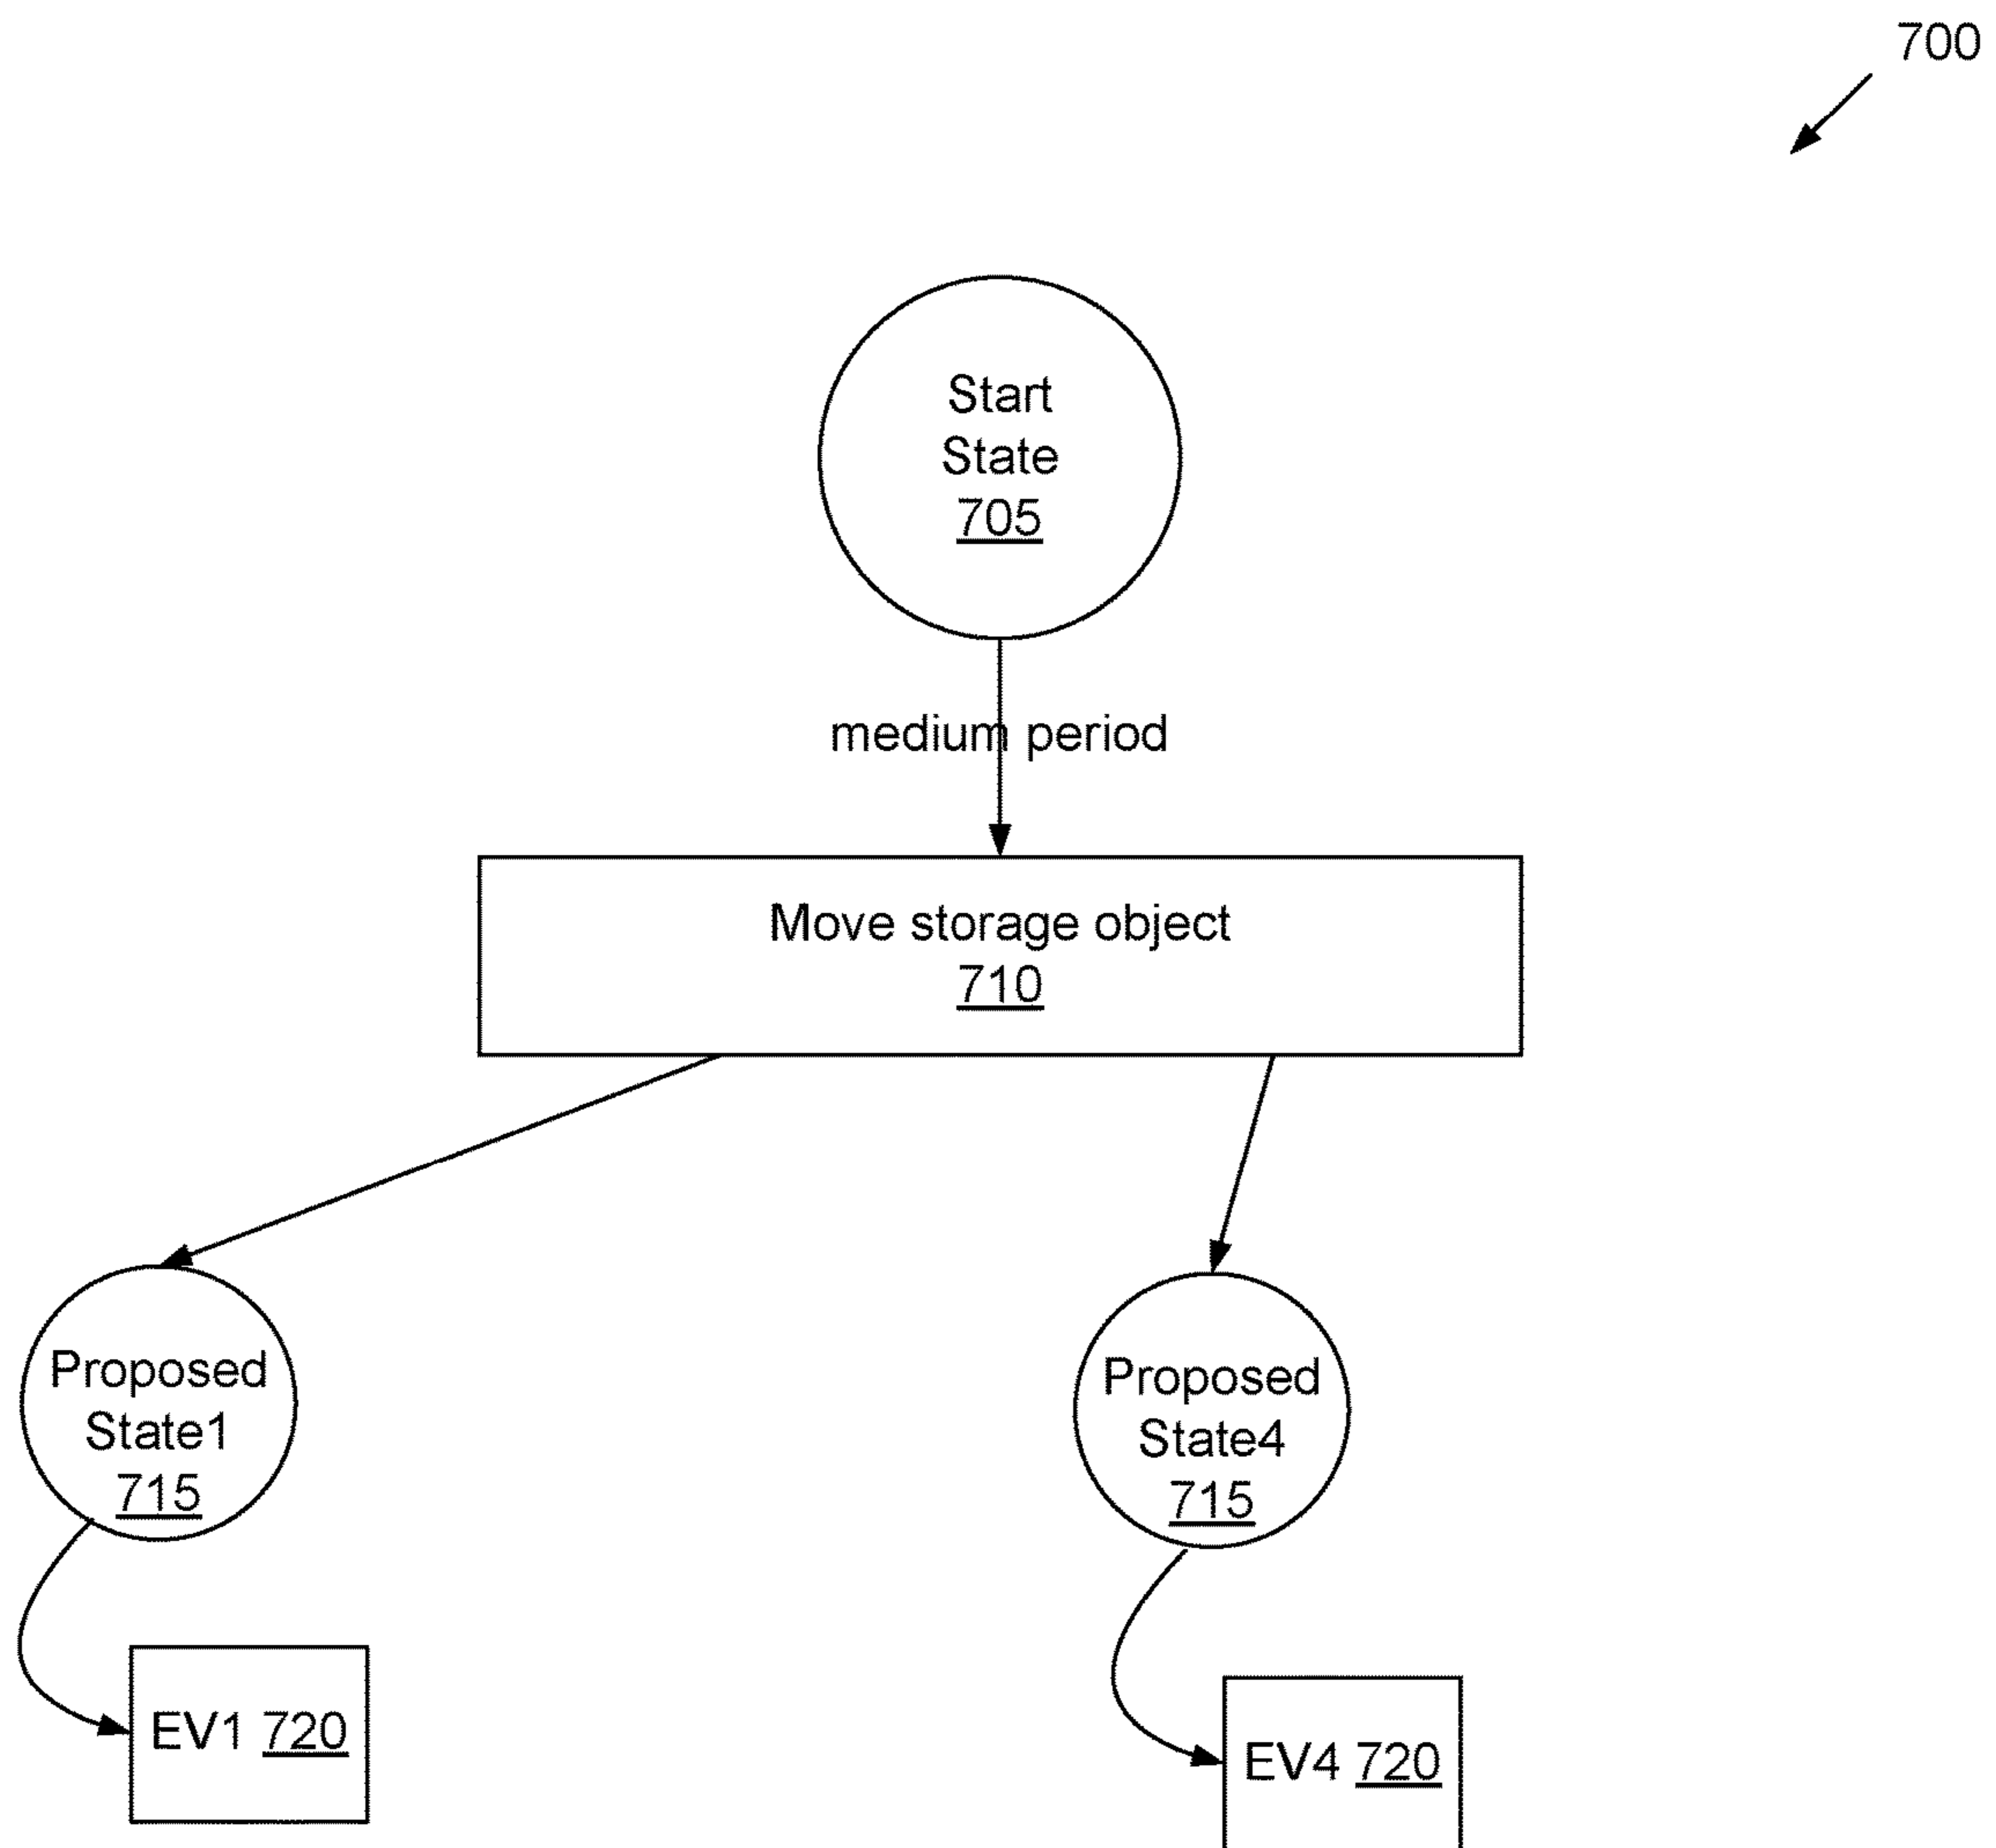 700
Start
State
705
medium period
Move storage object
710
Proposed
State1
715
Proposed
State4
715
EV1 720
EV4 720